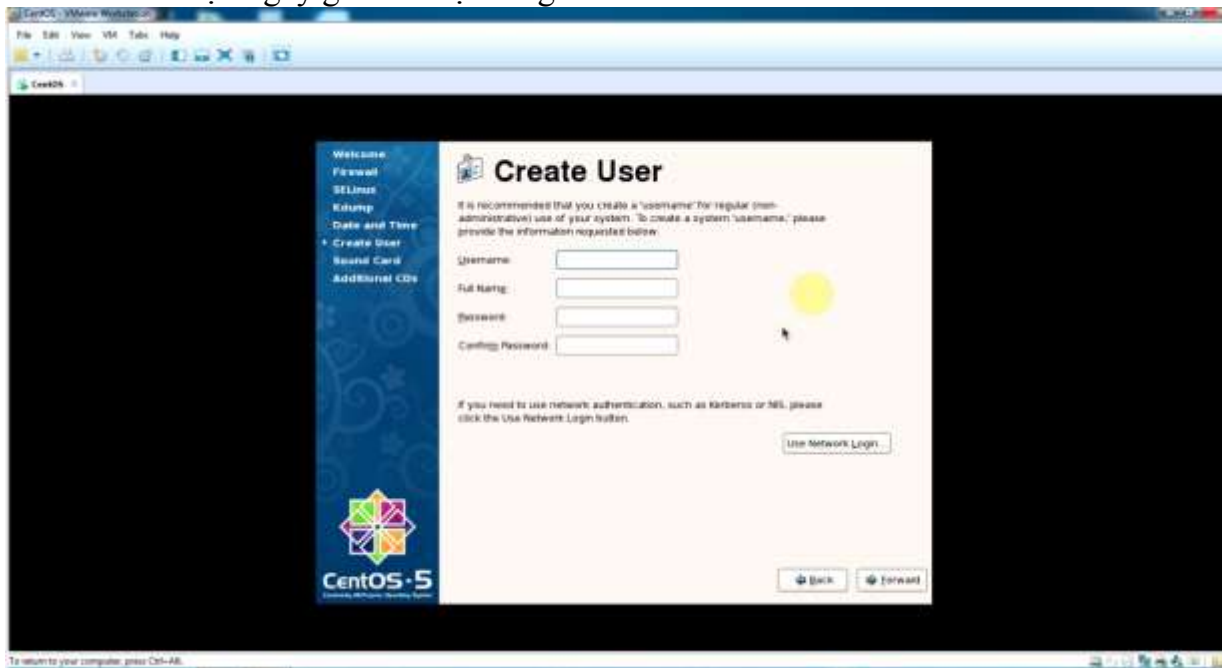 CentOS - VMware Workstation
File Edit View VM Tabs Help
CentOS
Welcome
Firewall
SELinux
Kdump
Date and Time
Create User
Sound Card
Additional CDs
Create User
It is recommended that you create a 'username' for regular (non-
administrative) use of your system. To create a system 'username,' please
provide the information requested below.
Username:
Full Name:
Password:
Confirm Password:
If you need to use network authentication, such as Kerberos or NIS, please
click the Use Network Login button.
Use Network Login...
CentOS·5
Back
Forward
To return to your computer, press Ctrl+Alt.